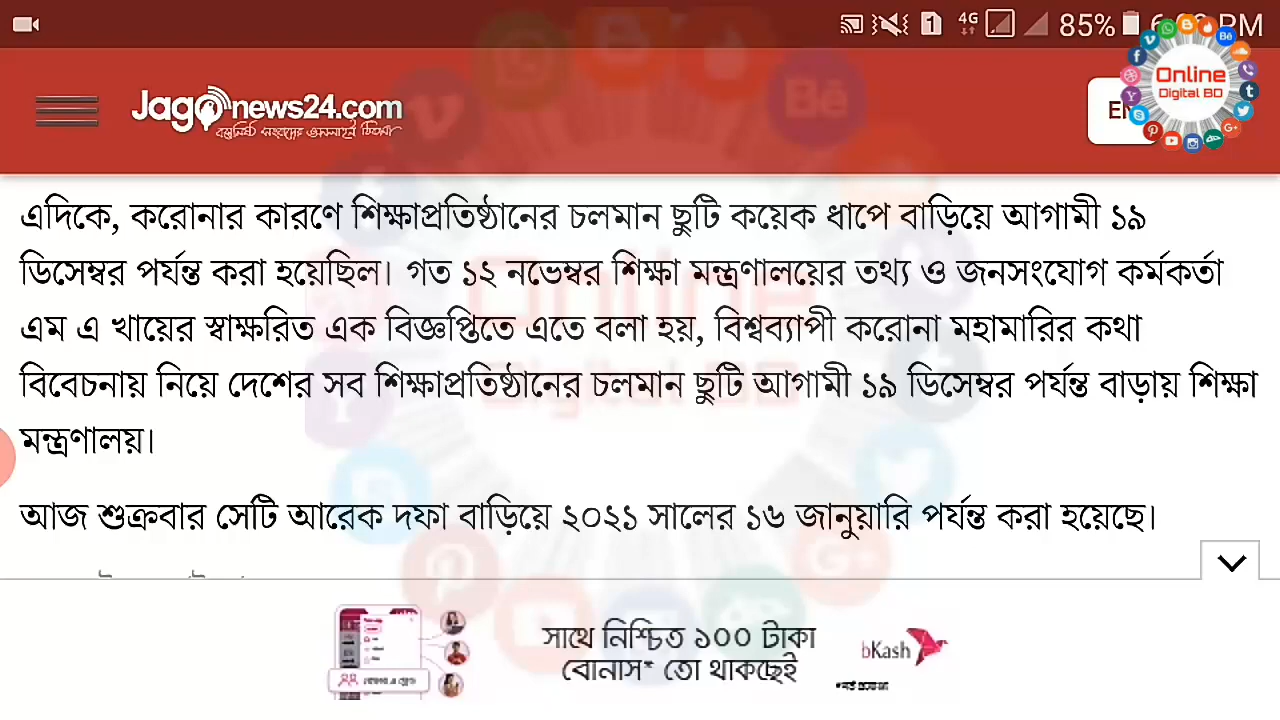 85%
Jagonews24.com
Online
Digital BD
এদিকে, করোনার কারণে শিক্ষাপ্রতিষ্ঠানের চলমান ছুটি কয়েক ধাপে বাড়িয়ে আগামী ১৯
ডিসেম্বর পর্যন্ত করা হয়েছিল। গত ১২ নভেম্বর শিক্ষা মন্ত্রণালয়ের তথ্য ও জনসংযোগ কর্মকর্তা
এম এ খায়ের স্বাক্ষরিত এক বিজ্ঞপ্তিতে এতে বলা হয়, বিশ্বব্যাপী করোনা মহামারির কথা
বিবেচনায় নিয়ে দেশের সব শিক্ষাপ্রতিষ্ঠানের চলমান ছুটি আগামী ১৯ ডিসেম্বর পর্যন্ত বাড়ায় শিক্ষা
মন্ত্রণালয়।
আজ শুক্রবার সেটি আরেক দফা বাড়িয়ে ২০২১ সালের ১৬ জানুয়ারি পর্যন্ত করা হয়েছে।
সাথে নিশ্চিত ১০০ টাকা
বোনাস* তো থাকছেই
bKash